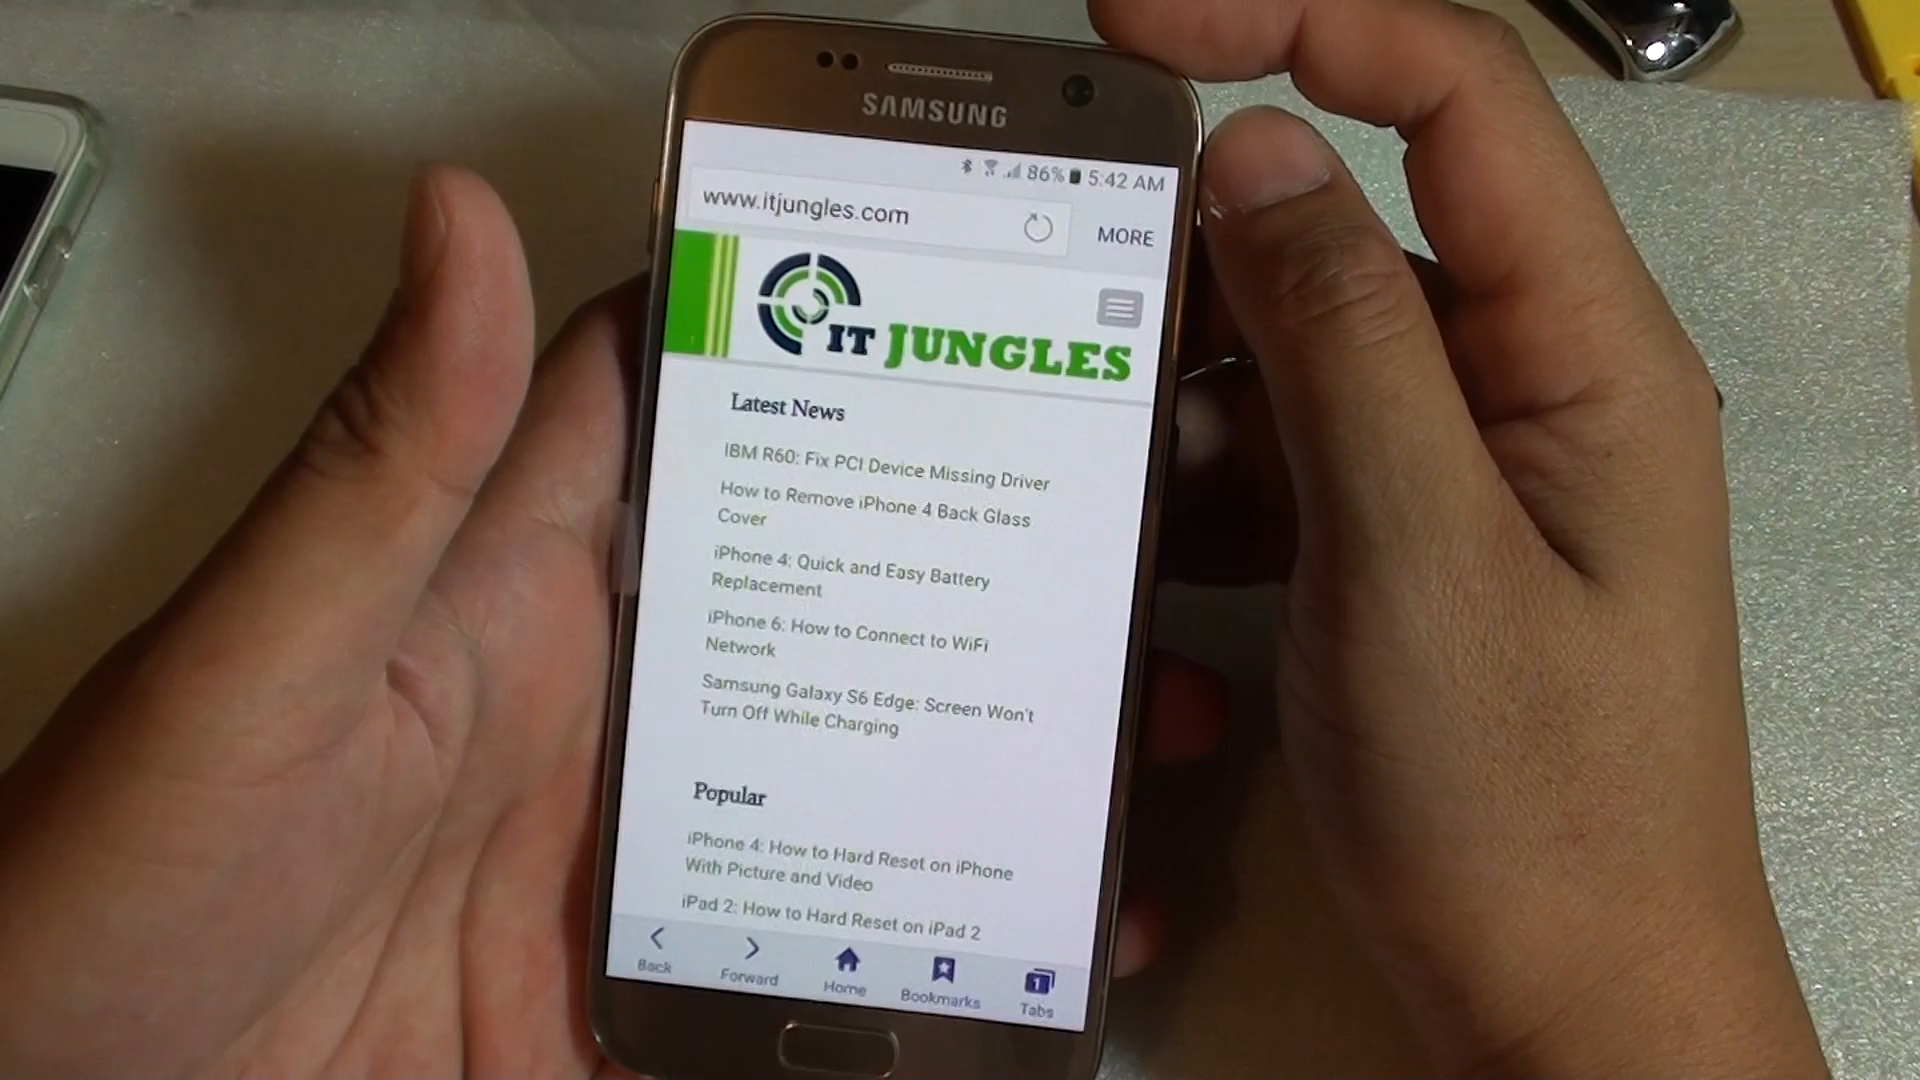 SAMSUNG
86% 5:42 AM
www.itjungles.com
MORE
IT JUNGLES
Latest News
IBM R60: Fix PCI Device Missing Driver
How to Remove iPhone 4 Back Glass
Cover
iPhone 4: Quick and Easy Battery
Replacement
iPhone 6: How to Connect to WiFi
Network
Samsung Galaxy S6 Edge: Screen Won't
Turn Off While Charging
Popular
iPhone 4: How to Hard Reset on iPhone
With Picture and Video
iPad 2: How to Hard Reset on iPad 2
Back Forward Home Bookmarks 1 Tabs